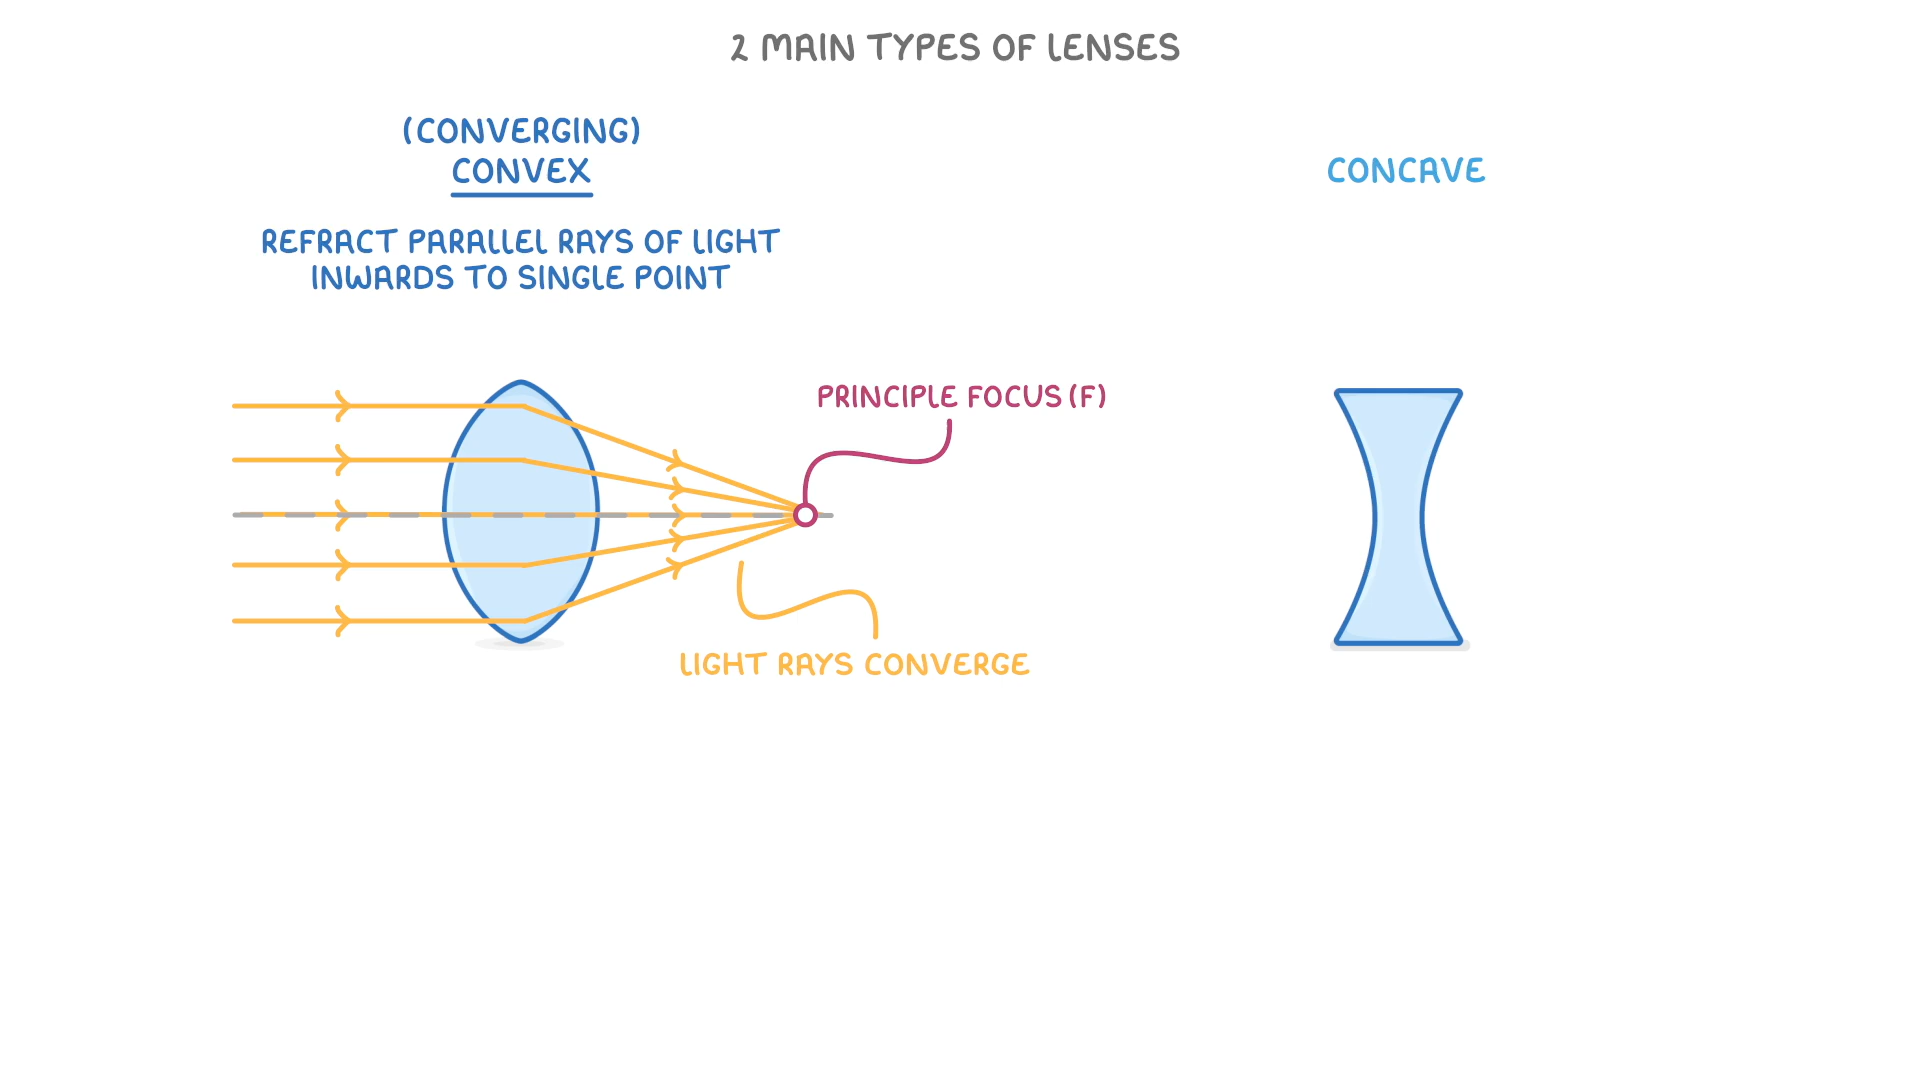 2 MAIN TYPES OF LENSES
(CONVERGING)
CONVEX
REFRACT PARALLEL RAYS OF LIGHT
INWARDS TO SINGLE POINT
PRINCIPLE FOCUS (F)
LIGHT RAYS CONVERGE
CONCAVE